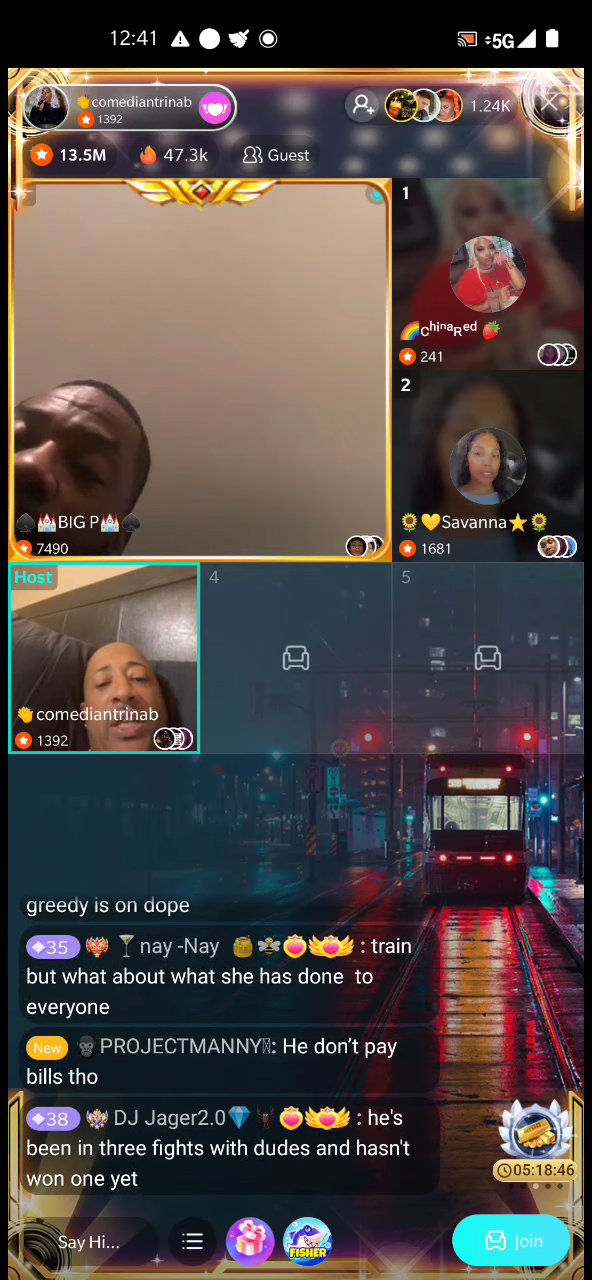 12:41
5G
👋comediantrinab
1392
1.24K
13.5M
47.3k
Guest
1
🌈cʰⁱⁿᵃRᵉᵈ 🍓
241
2
🌻💛Savanna⭐🌻
1681
♠️🏰BIG P🏰♠️
7490
Host
4
5
👋comediantrinab
1392
greedy is on dope
35 🍸 nay -Nay 🍯🐝 : train
but what about what she has done to
everyone
New 🦍PROJECTMANNY: He don't pay
bills tho
38 DJ Jager2.0💎 : he's
been in three fights with dudes and hasn't
won one yet
05:18:46
Say Hi...
FISHER
Join